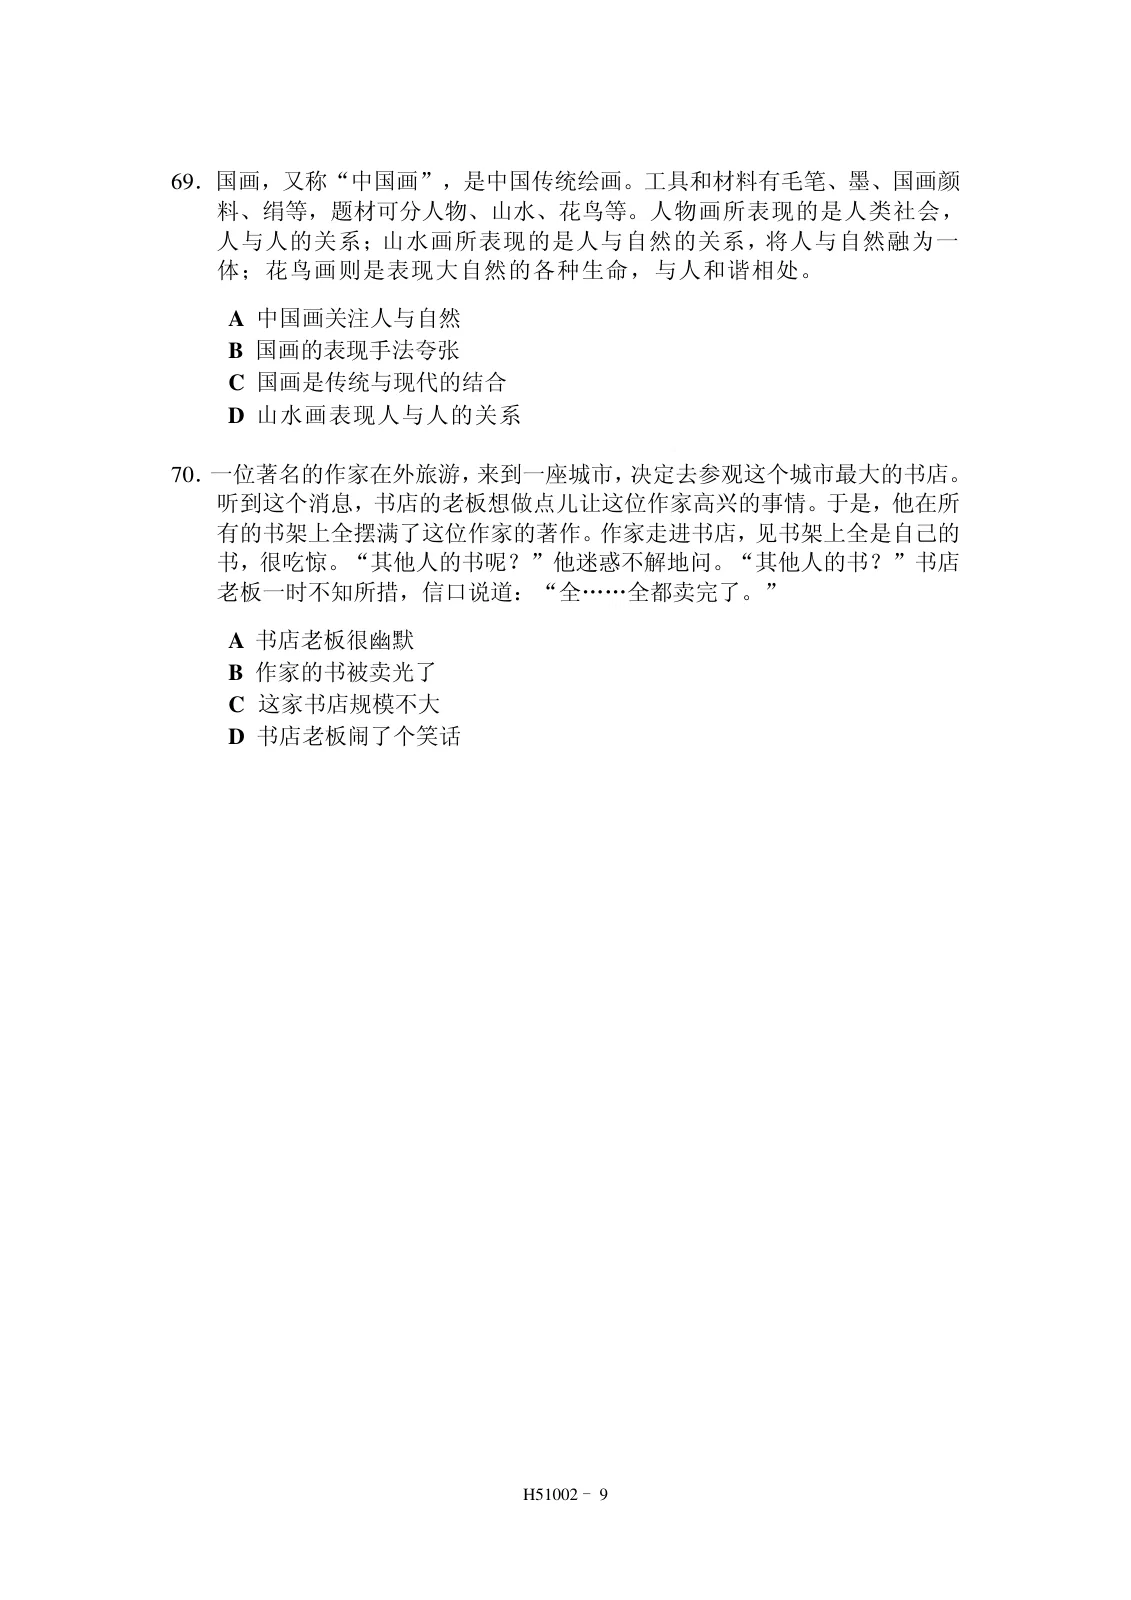 69．国画，又称“中国画”，是中国传统绘画。工具和材料有毛笔、墨、国画颜
料、绢等，题材可分人物、山水、花鸟等。人物画所表现的是人类社会，
人与人的关系；山水画所表现的是人与自然的关系，将人与自然融为一
体；花鸟画则是表现大自然的各种生命，与人和谐相处。
A 中国画关注人与自然
B 国画的表现手法夸张
C 国画是传统与现代的结合
D 山水画表现人与人的关系
70．一位著名的作家在外旅游，来到一座城市，决定去参观这个城市最大的书店。
听到这个消息，书店的老板想做点儿让这位作家高兴的事情。于是，他在所
有的书架上全摆满了这位作家的著作。作家走进书店，见书架上全是自己的
书，很吃惊。“其他人的书呢？”他迷惑不解地问。“其他人的书？”书店
老板一时不知所措，信口说道：“全……全都卖完了。”
A 书店老板很幽默
B 作家的书被卖光了
C 这家书店规模不大
D 书店老板闹了个笑话
H51002－ 9